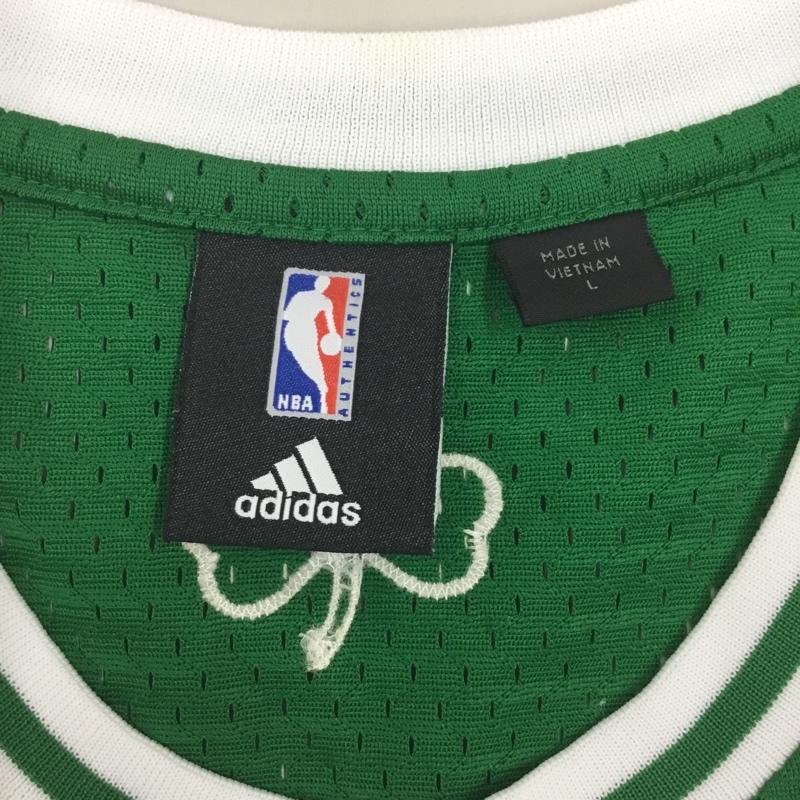 NBA
AUTHENTICS
adidas
MADE IN
VIETNAM
L